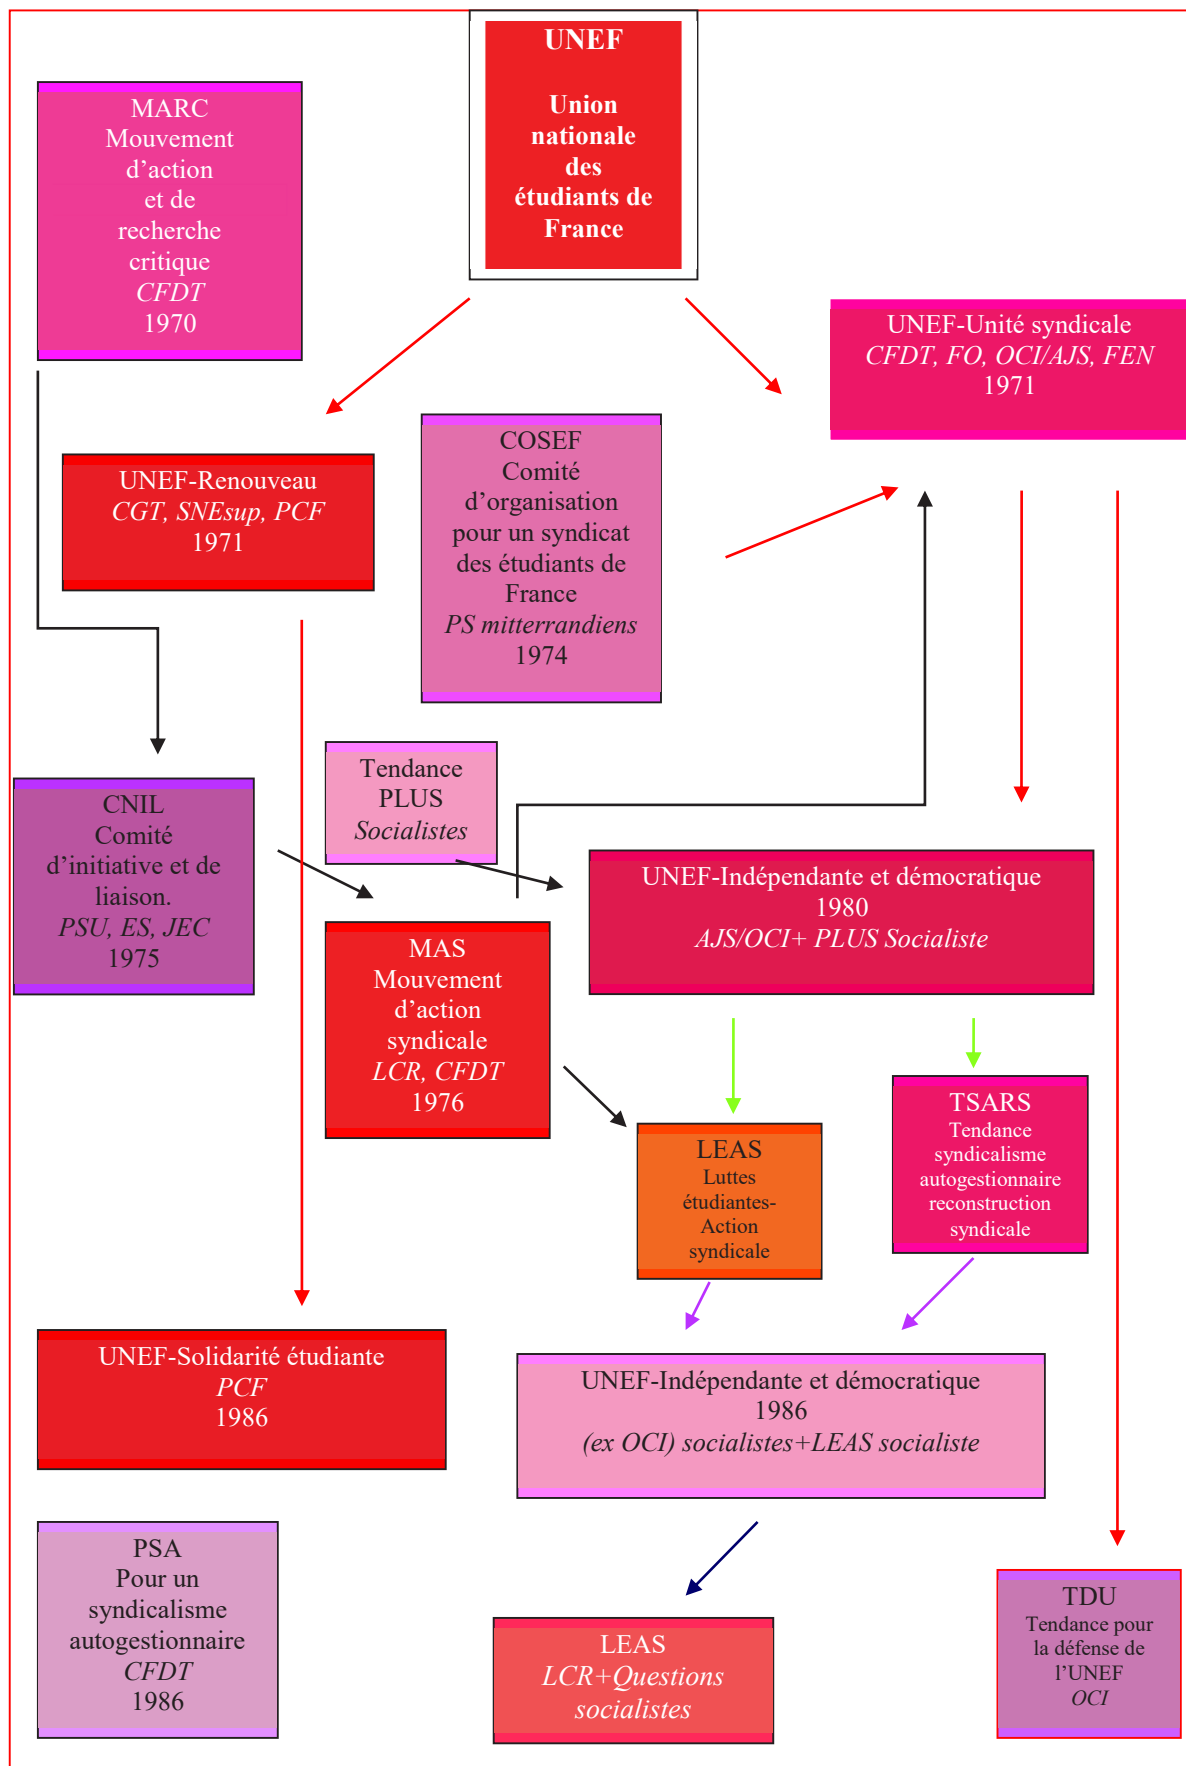 UNEF
Union
nationale
des
étudiants de
France
MARC
Mouvement
d’action
et de
recherche
critique
CFDT
1970
UNEF-Unité syndicale
CFDT, FO, OCI/AJS, FEN
1971
UNEF-Renouveau
CGT, SNEsup, PCF
1971
COSEF
Comité
d’organisation
pour un syndicat
des étudiants de
France
PS mitterrandiens
1974
Tendance
PLUS
Socialistes
CNIL
Comité
d’initiative et de
liaison.
PSU, ES, JEC
1975
UNEF-Indépendante et démocratique
1980
AJS/OCI+ PLUS Socialiste
MAS
Mouvement
d’action
syndicale
LCR, CFDT
1976
TSARS
Tendance
syndicalisme
autogestionnaire
reconstruction
syndicale
LEAS
Luttes
étudiantes-
Action
syndicale
UNEF-Solidarité étudiante
PCF
1986
UNEF-Indépendante et démocratique
1986
(ex OCI) socialistes+LEAS socialiste
PSA
Pour un
syndicalisme
autogestionnaire
CFDT
1986
LEAS
LCR+Questions
socialistes
TDU
Tendance pour
la défense de
l’UNEF
OCI